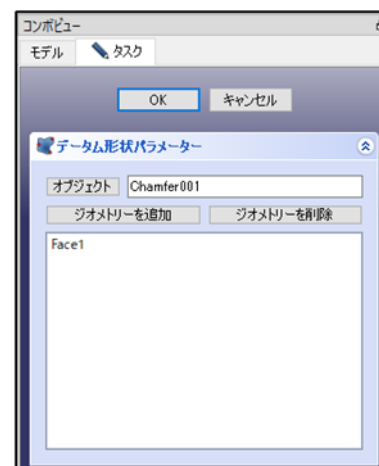 コンボビュー
モデル
タスク
OK
キャンセル
データム形状パラメーター
オブジェクト Chamfer001
ジオメトリーを追加 ジオメトリーを削除
Face1